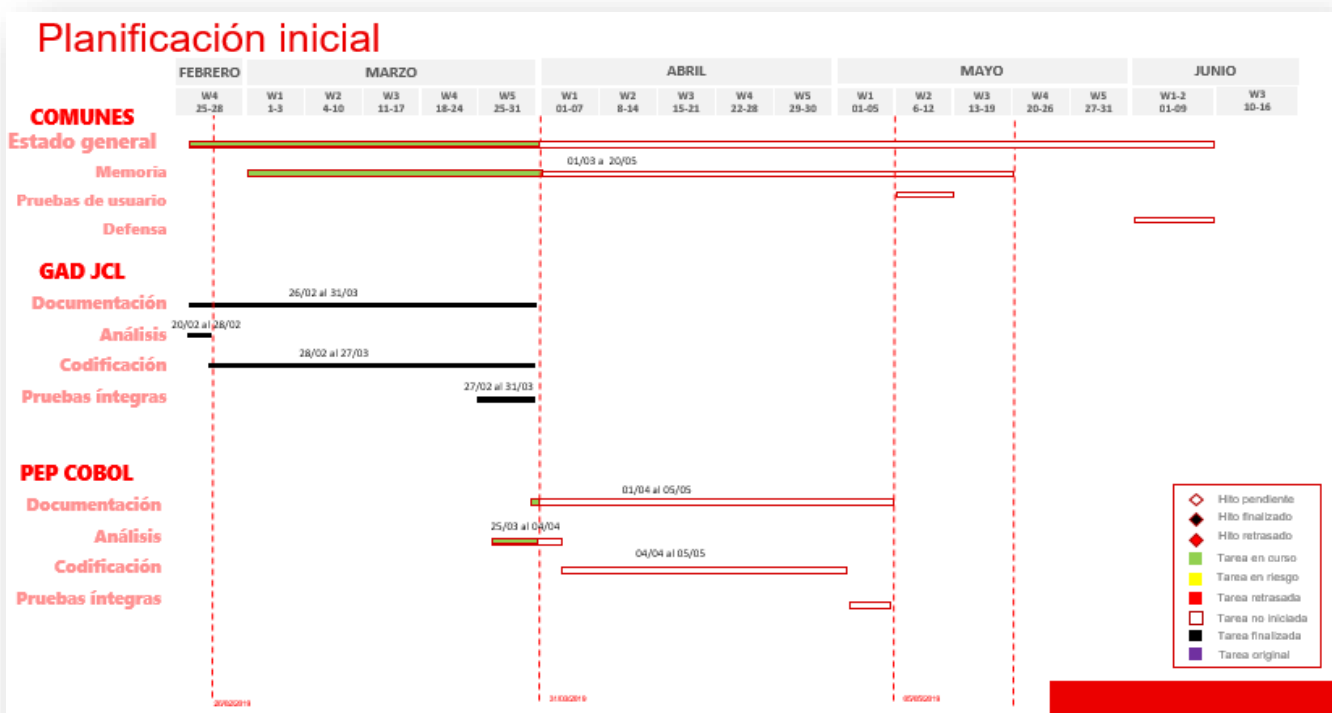 Planificación inicial
FEBRERO MARZO ABRIL MAYO JUNIO
W4 W1 W2 W3 W4 W5 W1 W2 W3 W4 W5 W1 W2 W3 W4 W5 W1-2 W3
25-28 1-3 4-10 11-17 18-24 25-31 01-07 8-14 15-21 22-28 29-30 01-05 6-12 13-19 20-26 27-31 01-09 10-16
COMUNES
Estado general
01/03 a 20/05
Memoria
Pruebas de usuario
Defensa
GAD JCL
26/02 al 31/03
Documentación
20/02 al 28/02
Análisis
28/02 al 27/03
Codificación
27/02 al 31/03
Pruebas íntegras
PEP COBOL
01/04 al 05/05
Documentación
25/03 al 04/04
Análisis
04/04 al 05/05
Codificación
Pruebas íntegras
Hito pendiente
Hito finalizado
Hito retrasado
Tarea en curso
Tarea en riesgo
Tarea retrasada
Tarea no iniciada
Tarea finalizada
Tarea original
31/03/2019
05/05/2019